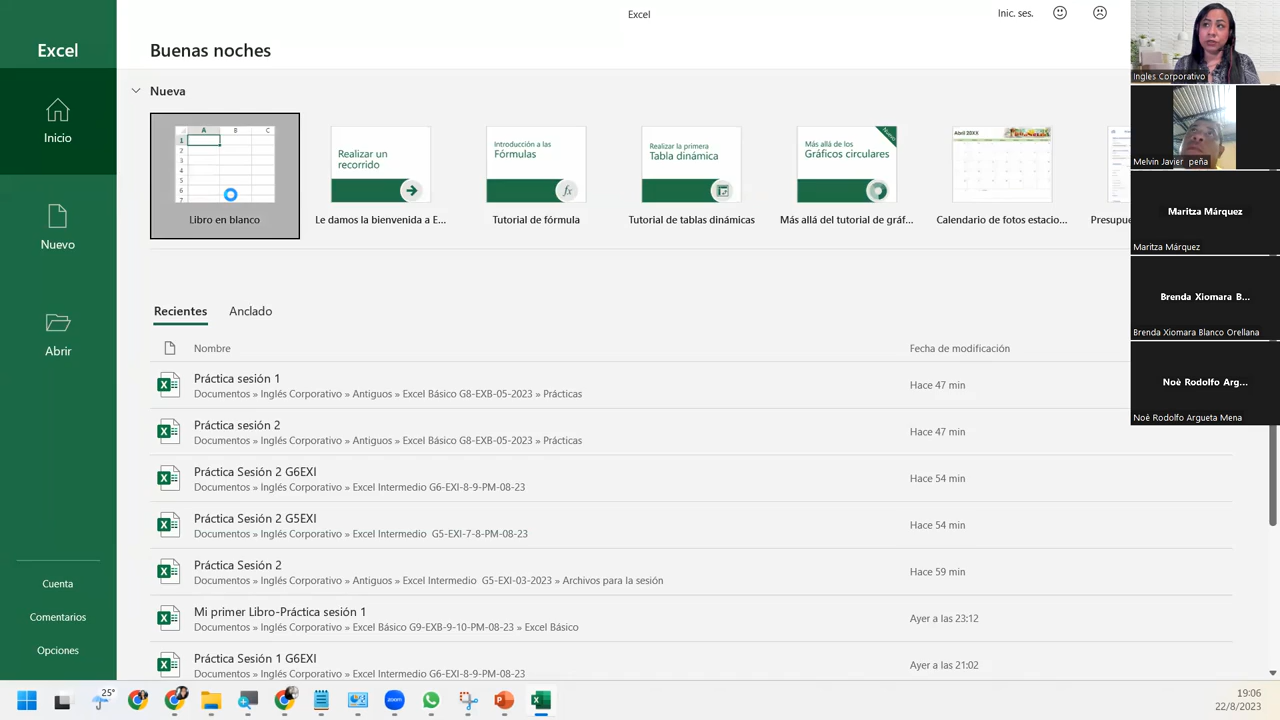 Excel
Inic. ses.
Excel
Buenas noches
Inicio
Nuevo
Abrir
Cuenta
Comentarios
Opciones
Nueva
A B C
1
2
3
4
5
6
7
Libro en blanco
Realizar un
recorrido
Le damos la bienvenida a E...
Introducción a las
Fórmulas
fx
Tutorial de fórmula
Realizar la primera
Tabla dinámica
Tutorial de tablas dinámicas
Más allá de los
Gráficos circulares
Más allá del tutorial de gráf...
Abril 20XX
Calendario de fotos estacio...
Presupue
Recientes Anclado
Nombre Fecha de modificación
Práctica sesión 1
Documentos » Inglés Corporativo » Antiguos » Excel Básico G8-EXB-05-2023 » Prácticas
Hace 47 min
Práctica sesión 2
Documentos » Inglés Corporativo » Antiguos » Excel Básico G8-EXB-05-2023 » Prácticas
Hace 47 min
Práctica Sesión 2 G6EXI
Documentos » Inglés Corporativo » Excel Intermedio G6-EXI-8-9-PM-08-23
Hace 54 min
Práctica Sesión 2 G5EXI
Documentos » Inglés Corporativo » Excel Intermedio G5-EXI-7-8-PM-08-23
Hace 54 min
Práctica Sesión 2
Documentos » Inglés Corporativo » Antiguos » Excel Intermedio G5-EXI-03-2023 » Archivos para la sesión
Hace 59 min
Mi primer Libro-Práctica sesión 1
Documentos » Inglés Corporativo » Excel Básico G9-EXB-9-10-PM-08-23 » Excel Básico
Ayer a las 23:12
Práctica Sesión 1 G6EXI
Documentos » Inglés Corporativo » Excel Intermedio G6-EXI-8-9-PM-08-23
Ayer a las 21:02
Ingles Corporativo
Melvin Javier peña
Maritza Márquez
Maritza Márquez
Brenda Xiomara B...
Brenda Xiomara Blanco Orellana
Noè Rodolfo Arg...
Noè Rodolfo Argueta Mena
25°
zoom
19:06
22/8/2023